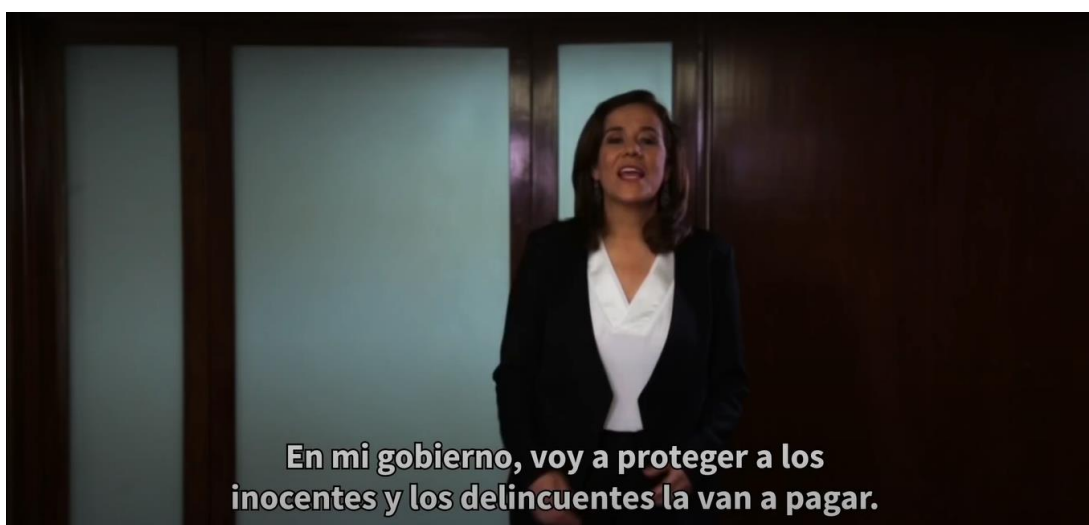 En mi gobierno, voy a proteger a los
inocentes y los delincuentes la van a pagar.